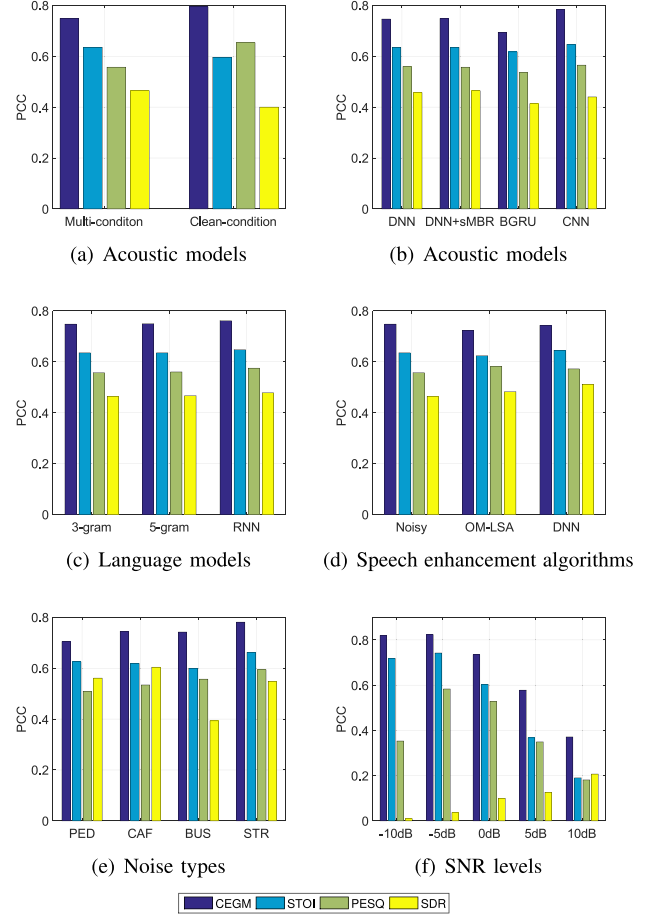 0.8
0.6
0.4
0.2
0
PCC
Multi-conditon
Clean-condition
(a) Acoustic models
0.8
0.6
0.4
0.2
0
PCC
DNN DNN+sMBR BGRU CNN
(b) Acoustic models
0.8
0.6
0.4
0.2
0
PCC
3-gram 5-gram RNN
(c) Language models
0.8
0.6
0.4
0.2
0
PCC
Noisy OM-LSA DNN
(d) Speech enhancement algorithms
0.8
0.6
0.4
0.2
0
PCC
PED CAF BUS STR
(e) Noise types
0.8
0.6
0.4
0.2
0
PCC
-10dB -5dB 0dB 5dB 10dB
(f) SNR levels
CEGM STOI PESQ SDR